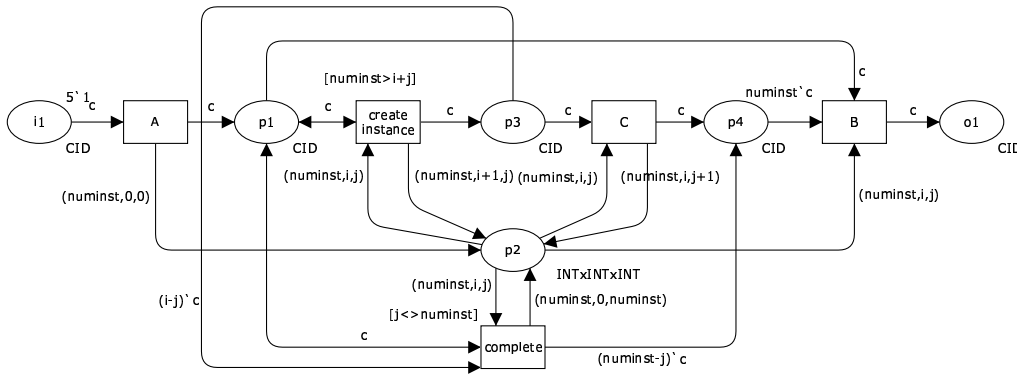 [numinst>i+j]
c
5`1
c
numinst`c
i1
A
c
p1
c
create
instance
c
p3
c
C
c
p4
B
c
o1
CID
CID
CID
CID
CID
(numinst,i,j)
(numinst,i+1,j)
(numinst,i,j)
(numinst,i,j+1)
(numinst,0,0)
(numinst,i,j)
p2
INTxINTxINT
(numinst,i,j)
(i-j)`c
(numinst,0,numinst)
[j<>numinst]
c
complete
(numinst-j)`c